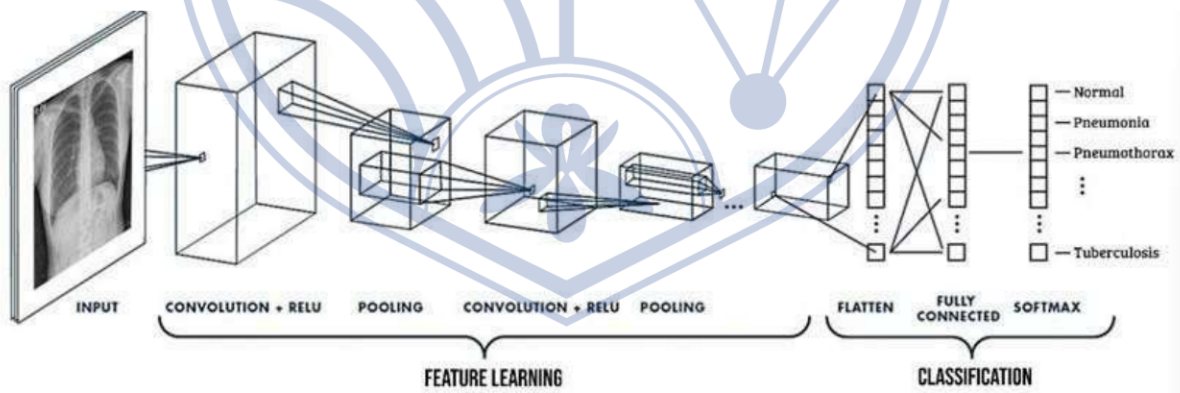 Normal
Pneumonia
Pneumothorax
Tuberculosis
INPUT
CONVOLUTION + RELU
POOLING
CONVOLUTION + RELU
POOLING
FLATTEN
FULLY
CONNECTED
SOFTMAX
FEATURE LEARNING
CLASSIFICATION